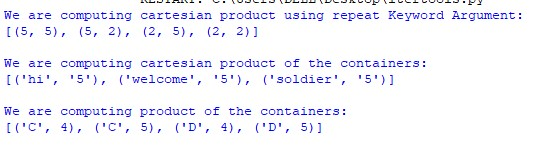 RESTART: C:\Users\DELL\Desktop\itertools.py
We are computing cartesian product using repeat Keyword Argument:
[(5, 5), (5, 2), (2, 5), (2, 2)]
We are computing cartesian product of the containers:
[('hi', '5'), ('welcome', '5'), ('soldier', '5')]
We are computing product of the containers:
[('C', 4), ('C', 5), ('D', 4), ('D', 5)]